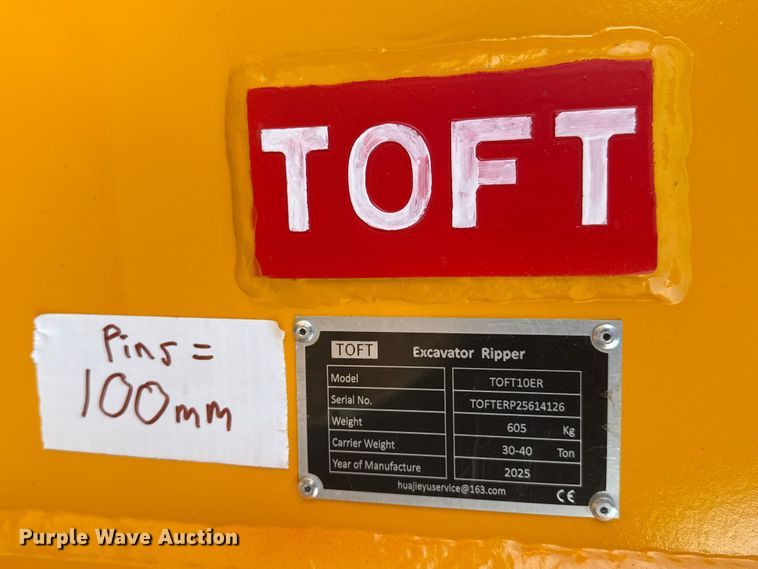 TOFT
Pins =
100mm
TOFT Excavator Ripper
Model TOFT10ER
Serial No. TOFTERP25614126
Weight 605 Kg
Carrier Weight 30-40 Ton
Year of Manufacture 2025
huajieyuservice@163.com CE
Purple Wave Auction